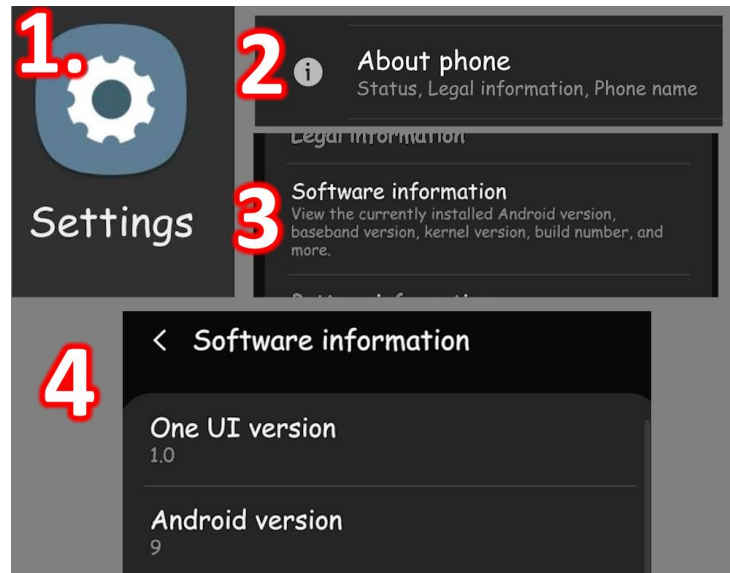 1.
Settings
2
About phone
Status, Legal information, Phone name
3
Legal information
Software information
View the currently installed Android version,
baseband version, kernel version, build number, and
more.
4
Software information
One UI version
1.0
Android version
9